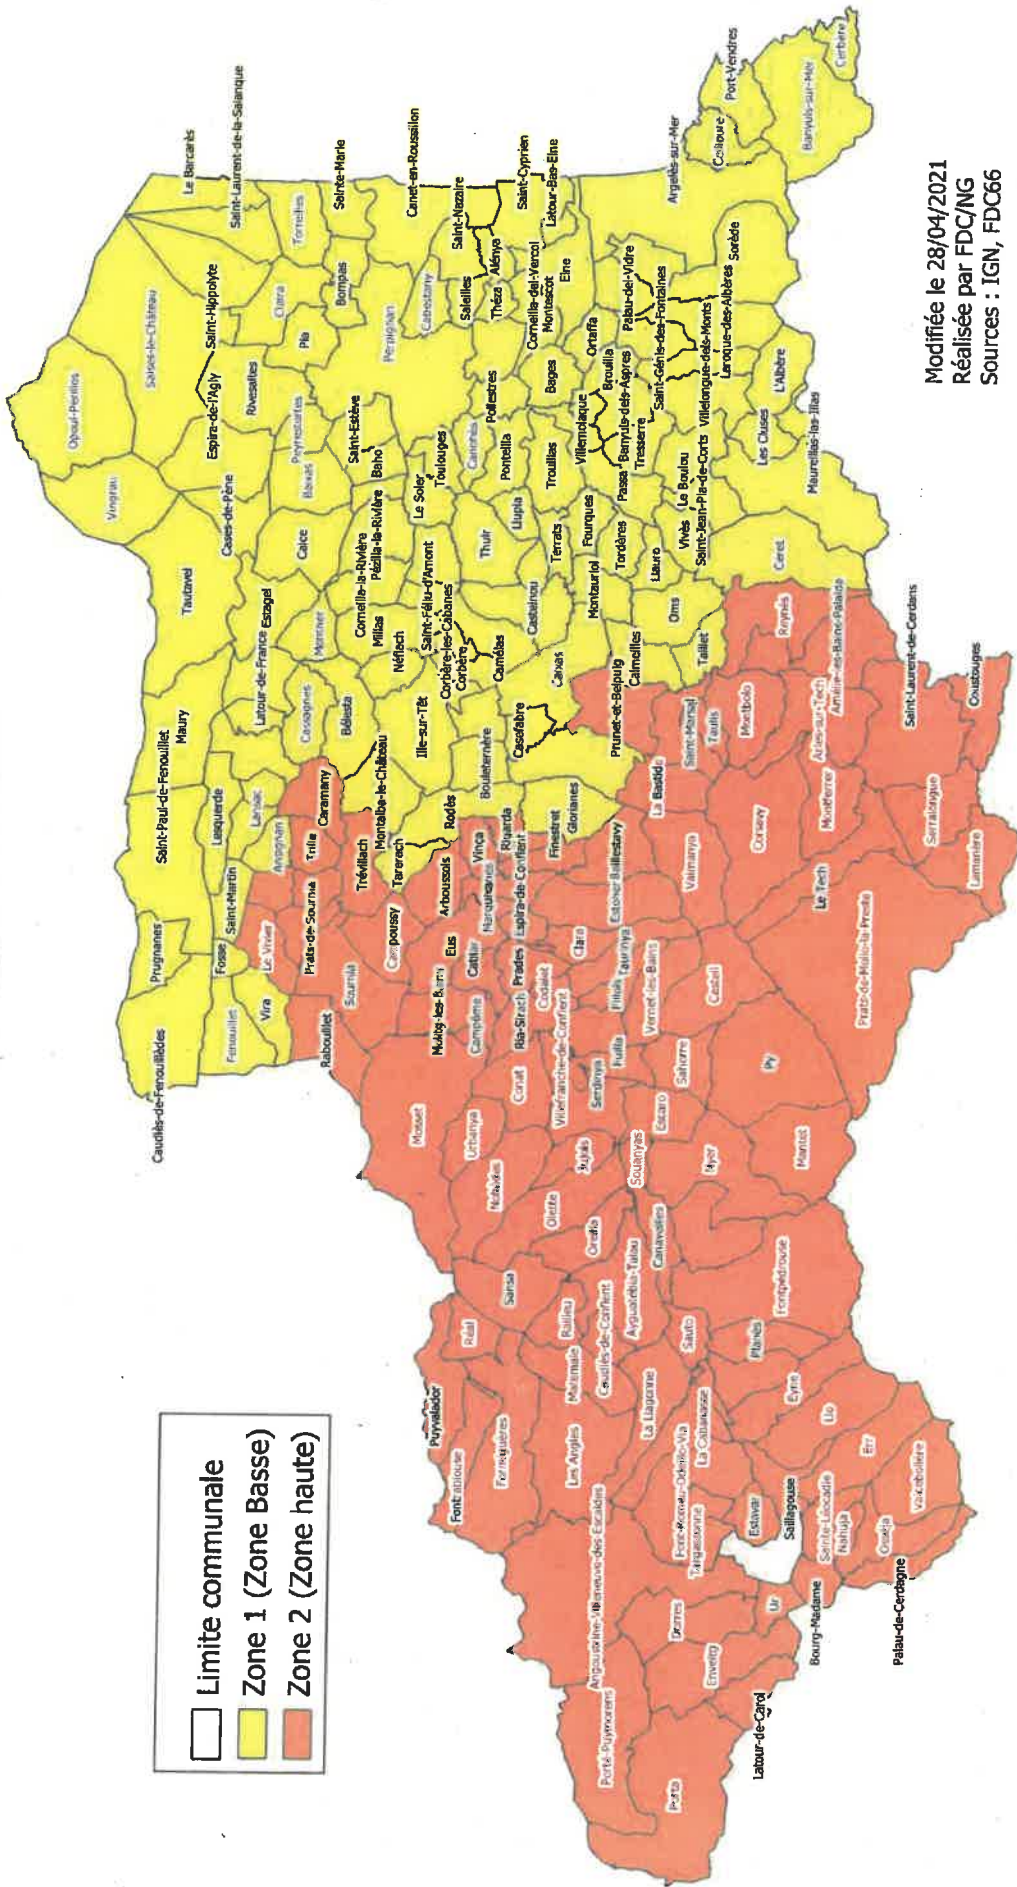 Limite communale
Zone 1 (Zone Basse)
Zone 2 (Zone haute)
Caudiès-de-Fenouillèdes
Prugnanes
Saint-Paul-de-Fenouillet
Maury
Tautavel
Vingrau
Opoul-Périllos
Salses-le-Château
Le Barcarès
Saint-Laurent-de-la-Salanque
Fenouillet
Fosse
Saint-Martin
Lesquerde
Lansac
Latour-de-France
Estagel
Cases-de-Pène
Espira-de-l'Agly
Saint-Hippolyte
Rivesaltes
Claira
Torreilles
Vira
Le Vivier
Ansignan
Cassagnes
Montner
Calce
Baixas
Peyrestortes
Pia
Bompas
Sainte-Marie
Rabouillet
Prats-de-Sournia
Trilla
Caramany
Bélesta
Sournia
Trévillach
Montalba-le-Château
Corneilla-la-Rivière
Pézilla-la-Rivière
Baho
Saint-Estève
Perpignan
Canet-en-Roussillon
Campoussy
Tarerach
Ille-sur-Têt
Néfiach
Millas
Saint-Féliu-d'Amont
Le Soler
Toulouges
Cabestany
Saint-Nazaire
Saleilles
Mosset
Molitg-les-Bains
Eus
Arboussols
Rodès
Corbère-les-Cabanes
Corbère
Camélas
Thuir
Canohès
Pollestres
Théza
Alénya
Saint-Cyprien
Puyvalador
Réal
Fontrabiouse
Sansa
Urbanya
Campôme
Catllar
Marquixanes
Vinça
Bouleternère
Casefabre
Castelnou
Llupia
Ponteilla
Corneilla-del-Vercol
Montescot
Latour-Bas-Elne
Formiguères
Nohèdes
Conat
Ria-Sirach
Prades
Espira-de-Conflent
Rigarda
Finestret
Glorianes
Caixas
Terrats
Trouillas
Bages
Elne
Matemale
Railleu
Olette
Jujols
Villefranche-de-Conflent
Codalet
Clara
Montauriol
Fourques
Villemolaque
Ortaffa
Les Angles
Caudiès-de-Conflent
Oreilla
Serdinya
Fuilla
Fillols
Taurinya
Estoher
Baillestavy
Prunet-et-Belpuig
Calmeilles
Tordères
Passa
Banyuls-dels-Aspres
Brouilla
Palau-del-Vidre
Argelès-sur-Mer
Porté-Puymorens
Angoustrine-Villeneuve-des-Escaldes
La Llagonne
Ayguatébia-Talau
Canavailles
Souanyas
Escaro
Sahorre
Vernet-les-Bains
Valmanya
La Bastide
Oms
Llauro
Tresserre
Saint-Génis-des-Fontaines
Collioure
Port-Vendres
Porta
Dorres
Targassonne
Font-Romeu-Odeillo-Via
La Cabanasse
Sauto
Nyer
Casteil
Saint-Marsal
Taulis
Taillet
Vivès
Le Boulou
Saint-Jean-Pla-de-Corts
Villelongue-dels-Monts
Laroque-des-Albères
Sorède
Enveitg
Estavar
Planès
Fontpédrouse
Mantet
Py
Corsavy
Montbolo
Reynès
Céret
Les Cluses
L'Albère
Maureillas-las-Illas
Banyuls-sur-Mer
Cerbère
Latour-de-Carol
Ur
Saillagouse
Eyne
Llo
Prats-de-Mollo-la-Preste
Le Tech
Montferrer
Arles-sur-Tech
Amélie-les-Bains-Palalda
Bourg-Madame
Sainte-Léocadie
Nahuja
Err
Serralongue
Saint-Laurent-de-Cerdans
Palau-de-Cerdagne
Osséja
Valcebollère
Lamanère
Coustouges
Modifiée le 28/04/2021
Réalisée par FDC/NG
Sources : IGN, FDC66